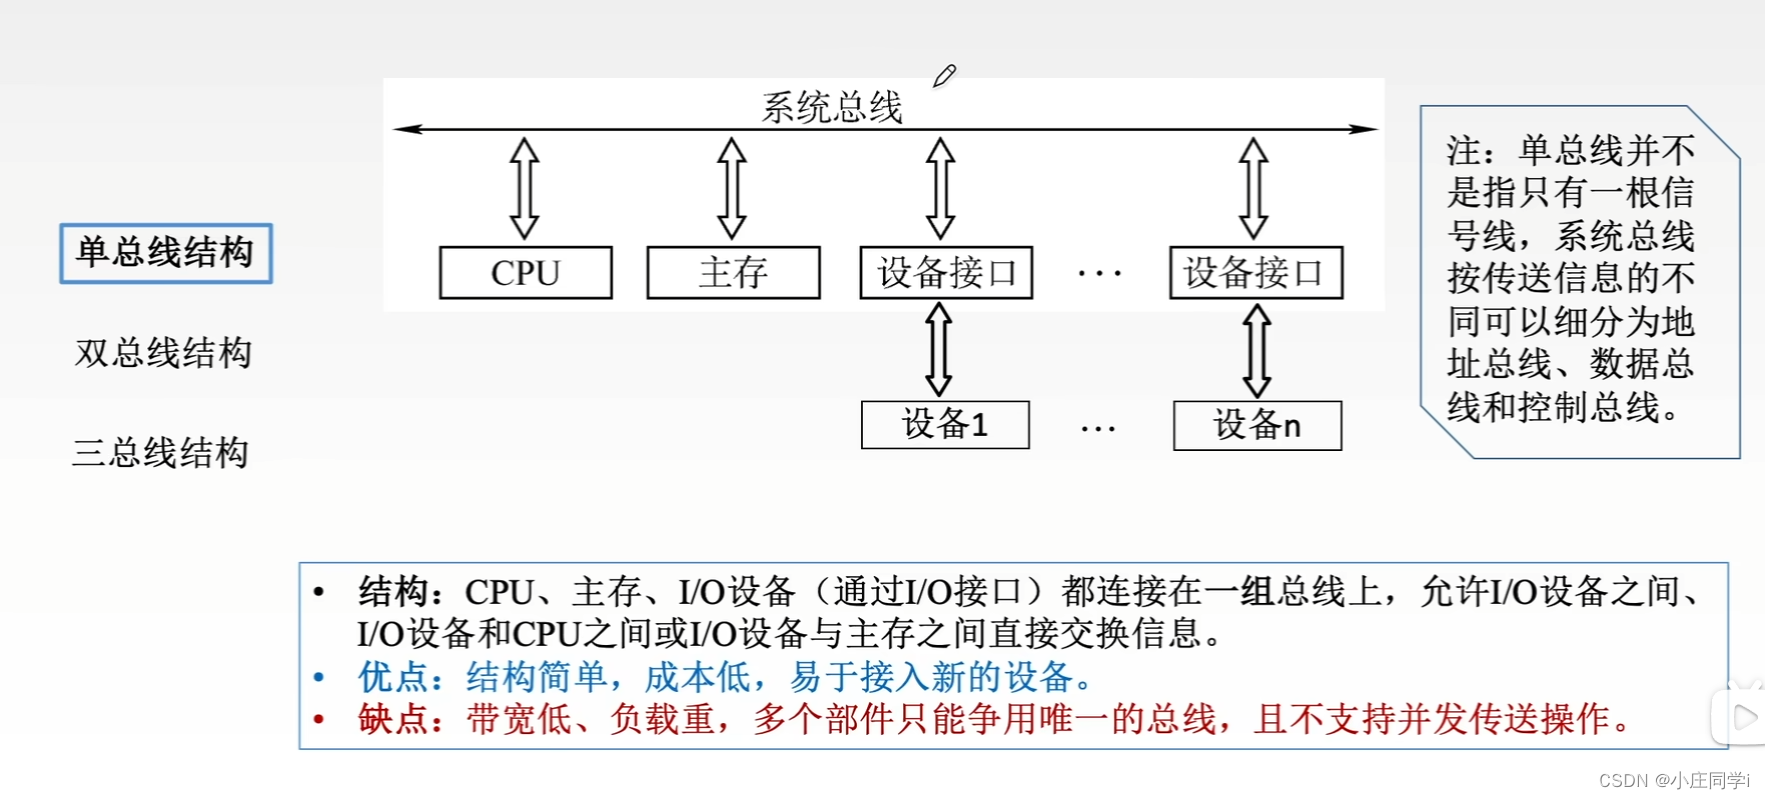 系统总线
CPU
主存
设备接口
...
设备接口
设备1
...
设备n
单总线结构
双总线结构
三总线结构
注：单总线并不
是指只有一根信
号线，系统总线
按传送信息的不
同可以细分为地
址总线、数据总
线和控制总线。
• 结构：CPU、主存、I/O设备（通过I/O接口）都连接在一组总线上，允许I/O设备之间、
I/O设备和CPU之间或I/O设备与主存之间直接交换信息。
• 优点：结构简单，成本低，易于接入新的设备。
• 缺点：带宽低、负载重，多个部件只能争用唯一的总线，且不支持并发传送操作。
CSDN @小庄同学i